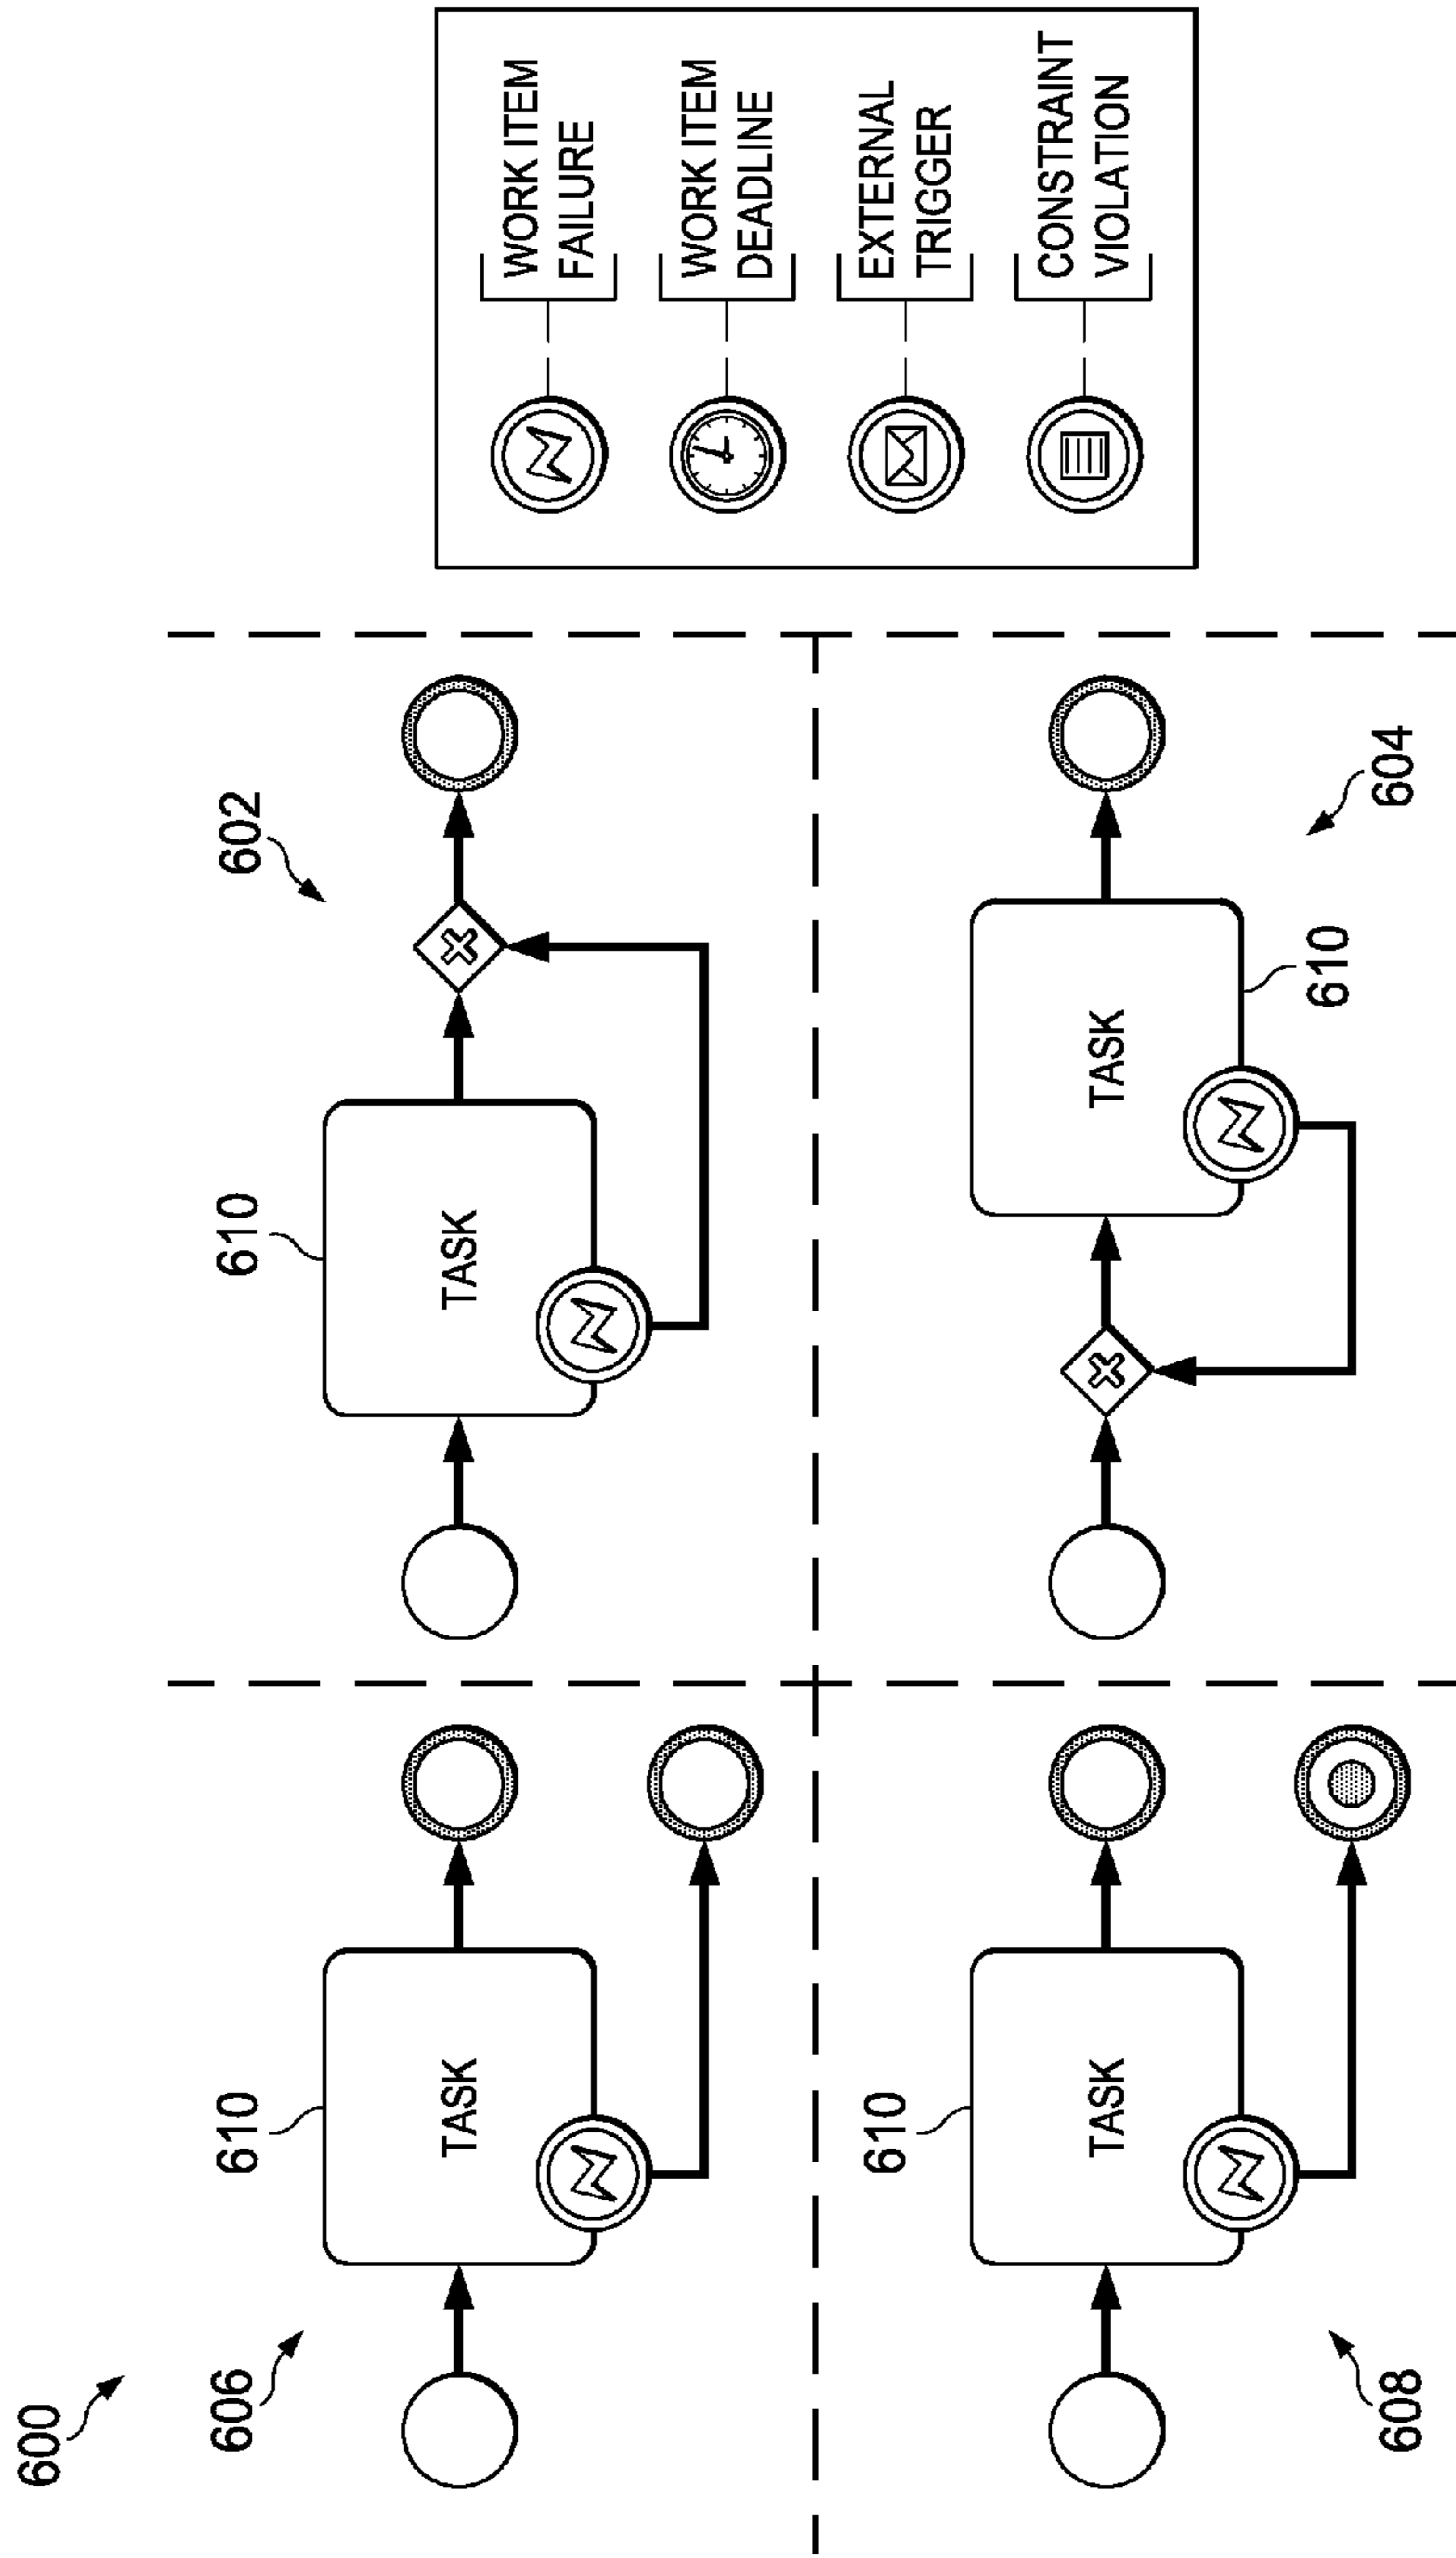 600
606
610
TASK
610
TASK
602
608
610
TASK
610
TASK
604
WORK ITEM
FAILURE
WORK ITEM
DEADLINE
EXTERNAL
TRIGGER
CONSTRAINT
VIOLATION